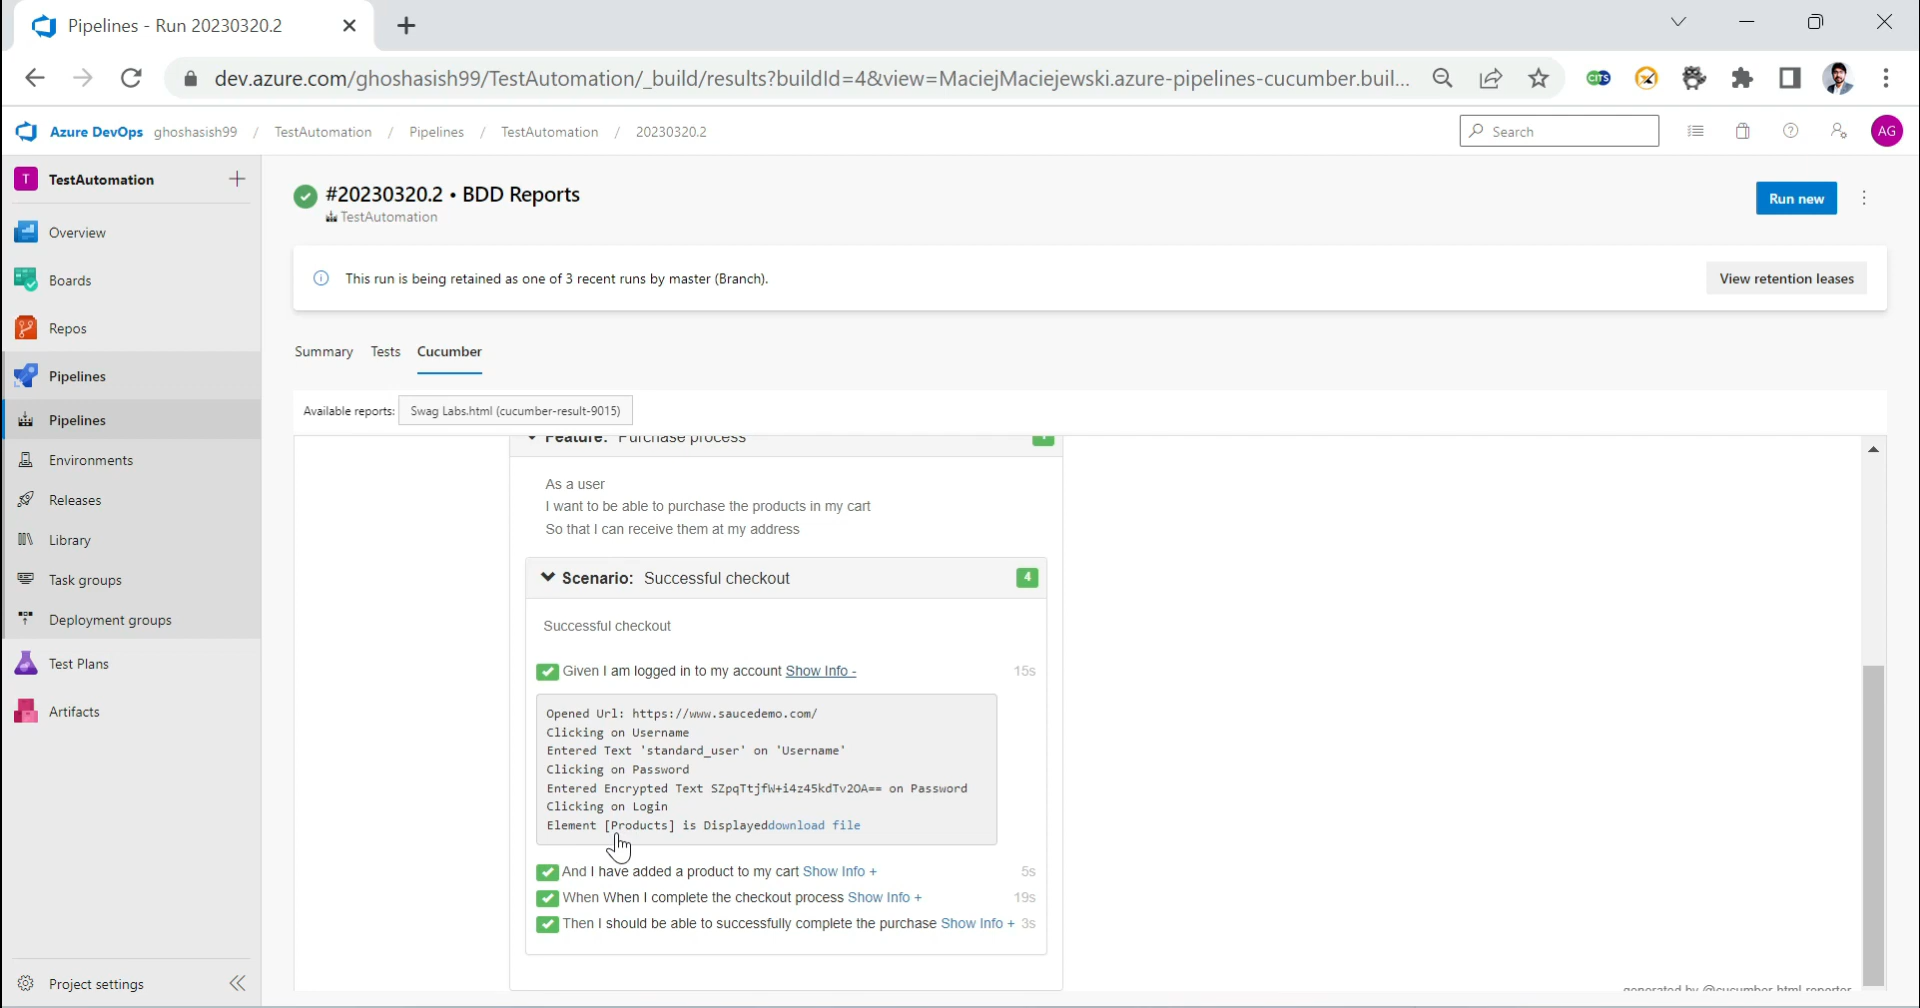 Pipelines - Run 20230320.2
dev.azure.com/ghoshasish99/TestAutomation/_build/results?buildId=4&view=MaciejMaciejewski.azure-pipelines-cucumber.buil...
CITS
Azure DevOps ghoshasish99 / TestAutomation / Pipelines / TestAutomation / 20230320.2
Search
AG
T TestAutomation
Overview
Boards
Repos
Pipelines
Pipelines
Environments
Releases
Library
Task groups
Deployment groups
Test Plans
Artifacts
Project settings
#20230320.2 • BDD Reports
TestAutomation
Run new
This run is being retained as one of 3 recent runs by master (Branch).
View retention leases
Summary Tests Cucumber
Available reports: Swag Labs.html (cucumber-result-9015)
Feature: Purchase process
As a user
I want to be able to purchase the products in my cart
So that I can receive them at my address
Scenario: Successful checkout 4
Successful checkout
Given I am logged in to my account Show Info - 15s
Opened Url: https://www.saucedemo.com/
Clicking on Username
Entered Text 'standard_user' on 'Username'
Clicking on Password
Entered Encrypted Text SZpqTtjfW+i4z45kdTv2OA== on Password
Clicking on Login
Element [Products] is Displayeddownload file
And I have added a product to my cart Show Info + 5s
When When I complete the checkout process Show Info + 19s
Then I should be able to successfully complete the purchase Show Info + 3s
generated by @cucumber html reporter